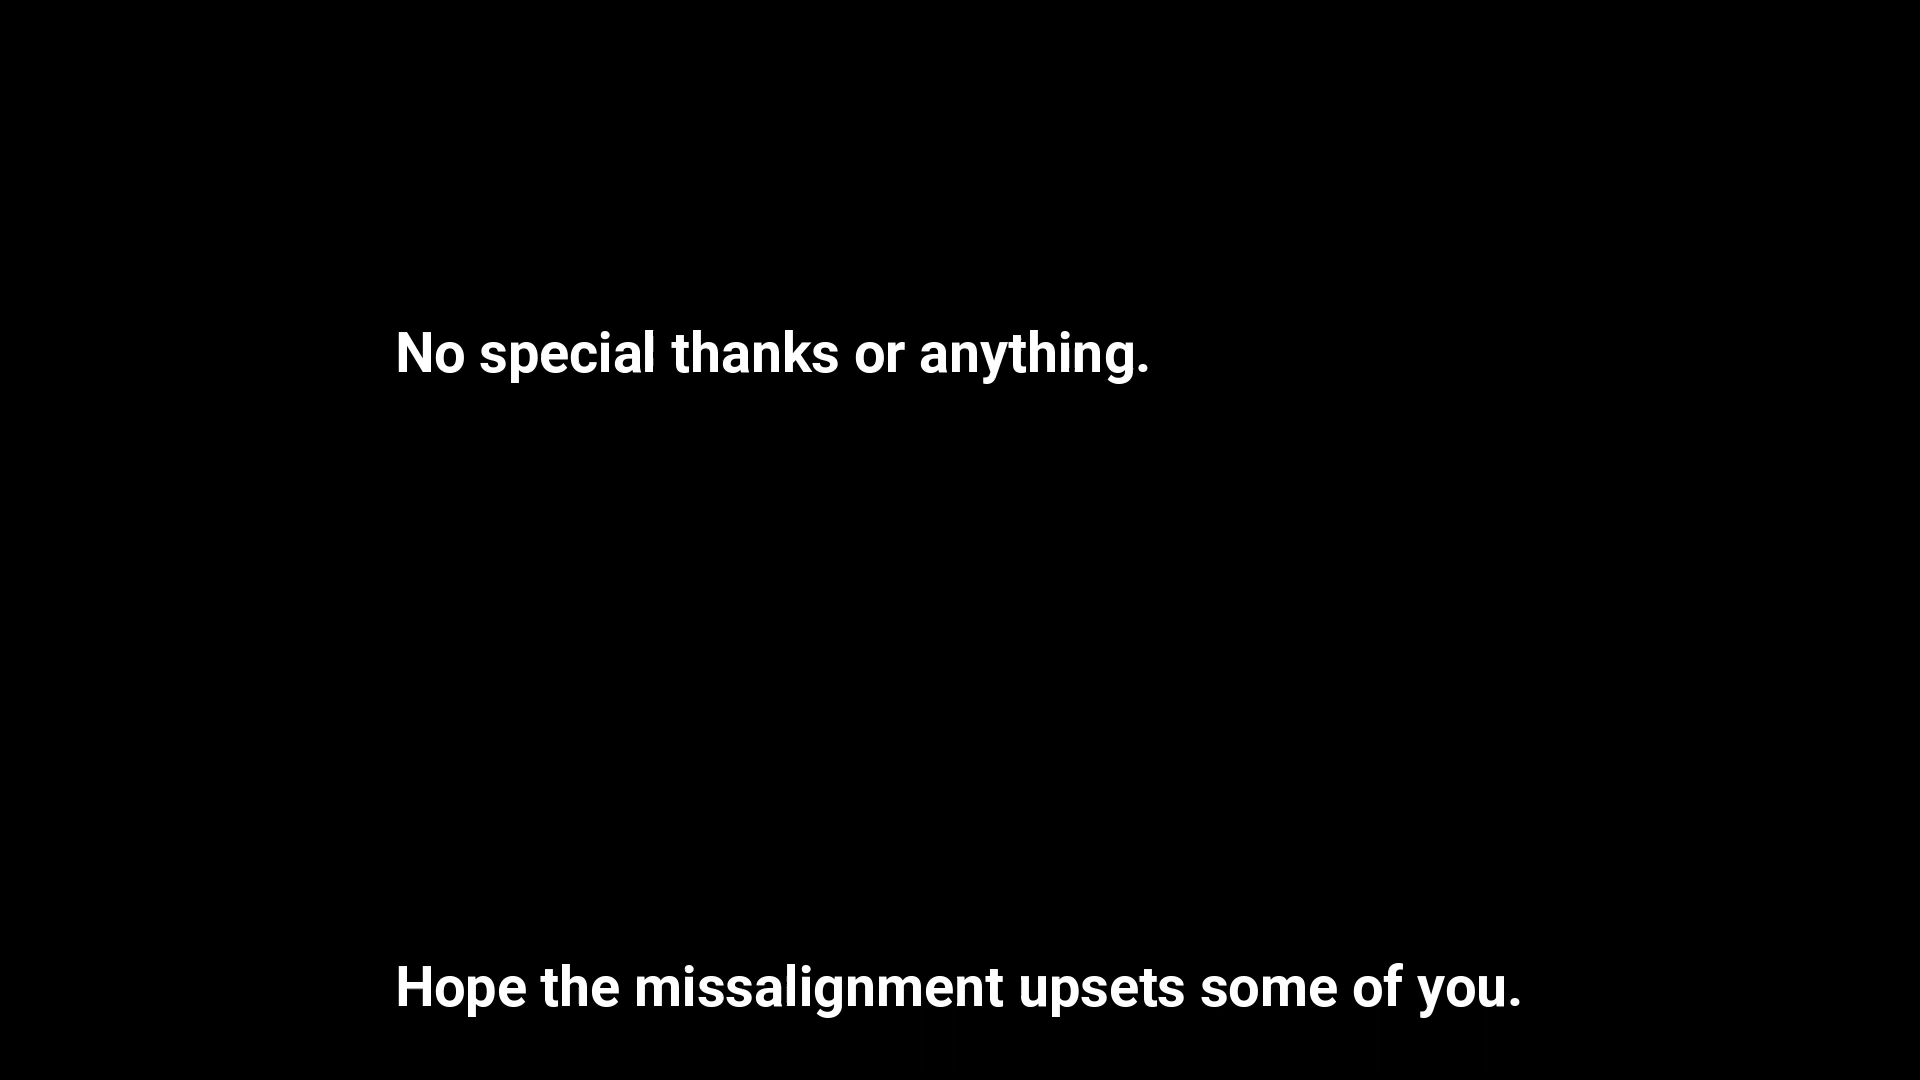 No special thanks or anything.
Hope the missalignment upsets some of you.